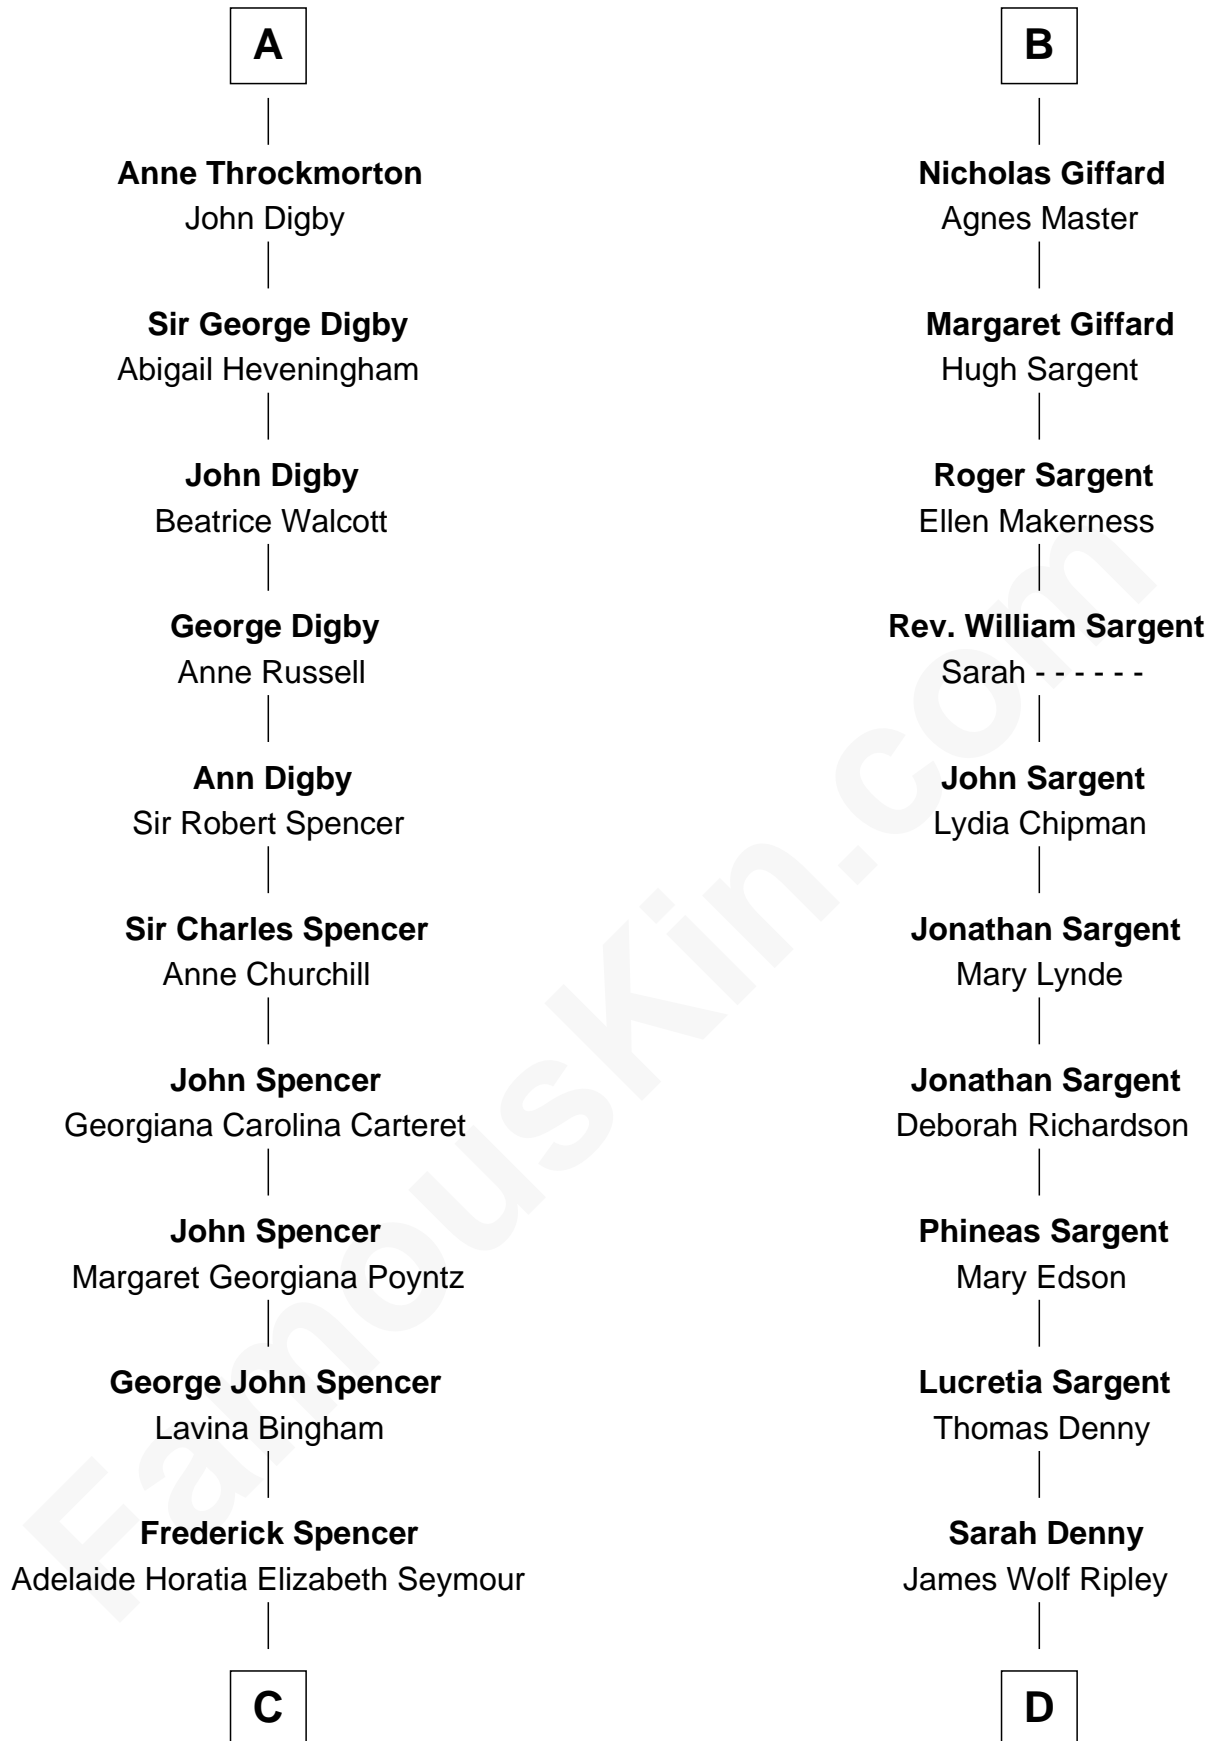 A
Anne Throckmorton
John Digby
Sir George Digby
Abigail Heveningham
John Digby
Beatrice Walcott
George Digby
Anne Russell
Ann Digby
Sir Robert Spencer
Sir Charles Spencer
Anne Churchill
John Spencer
Georgiana Carolina Carteret
John Spencer
Margaret Georgiana Poyntz
George John Spencer
Lavina Bingham
Frederick Spencer
Adelaide Horatia Elizabeth Seymour
C
B
Nicholas Giffard
Agnes Master
Margaret Giffard
Hugh Sargent
Roger Sargent
Ellen Makerness
Rev. William Sargent
Sarah - - - - - -
John Sargent
Lydia Chipman
Jonathan Sargent
Mary Lynde
Jonathan Sargent
Deborah Richardson
Phineas Sargent
Mary Edson
Lucretia Sargent
Thomas Denny
Sarah Denny
James Wolf Ripley
D
FamousKin.com